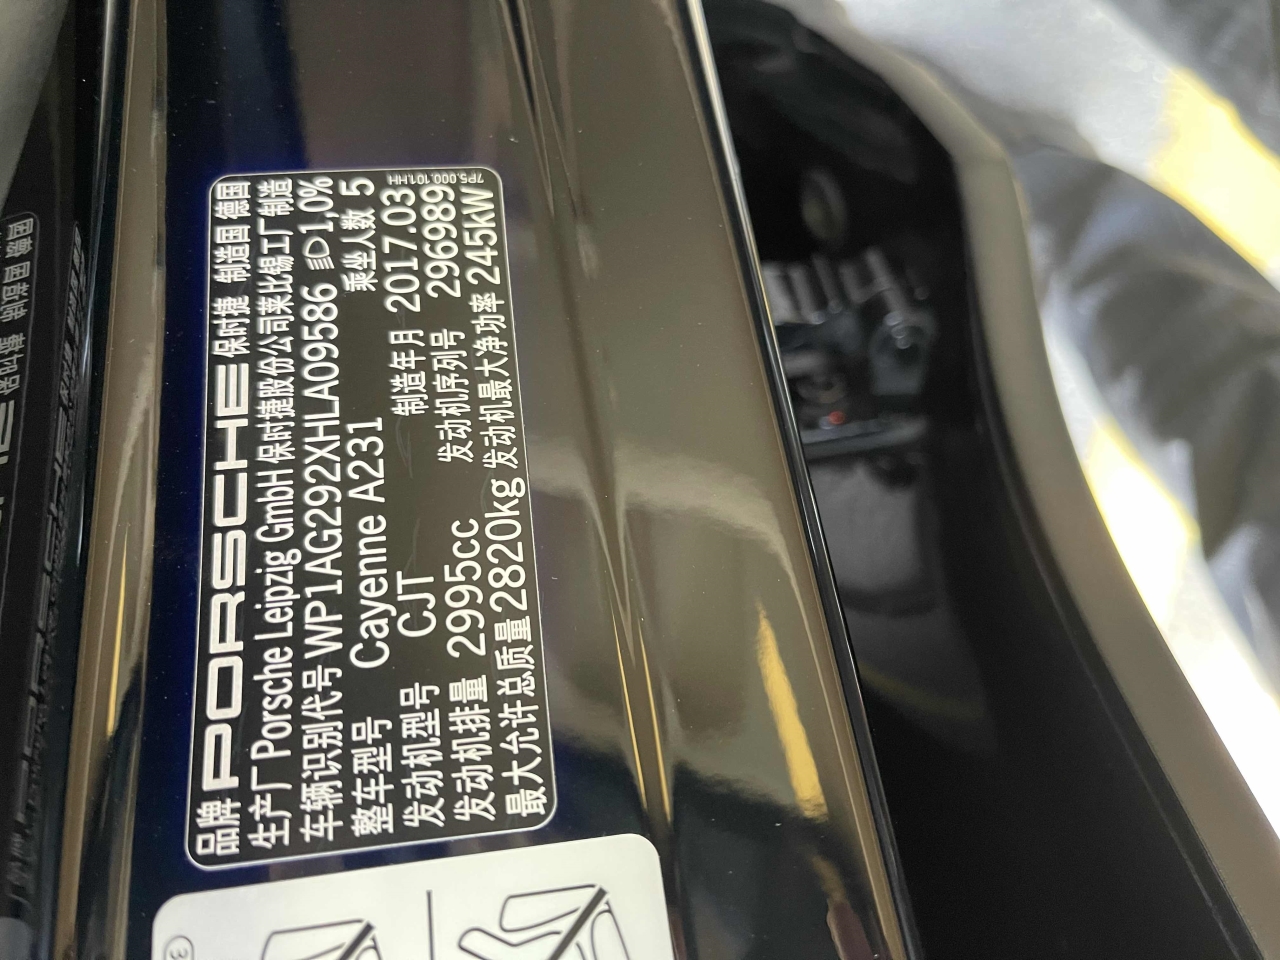 品牌 PORSCHE 保时捷 制造国 德国
生产厂 Porsche Leipzig GmbH 保时捷股份公司莱比锡工厂制造
车辆识别代号 WP1AG292XHLA09586 1,0%
整车型号 Cayenne A231 乘坐人数 5
发动机型号 CJT 制造年月 2017.03
发动机排量 2995cc 发动机序列号 296989
最大允许总质量 2820kg 发动机最大净功率 245kW
7P5.000.101.HH
3